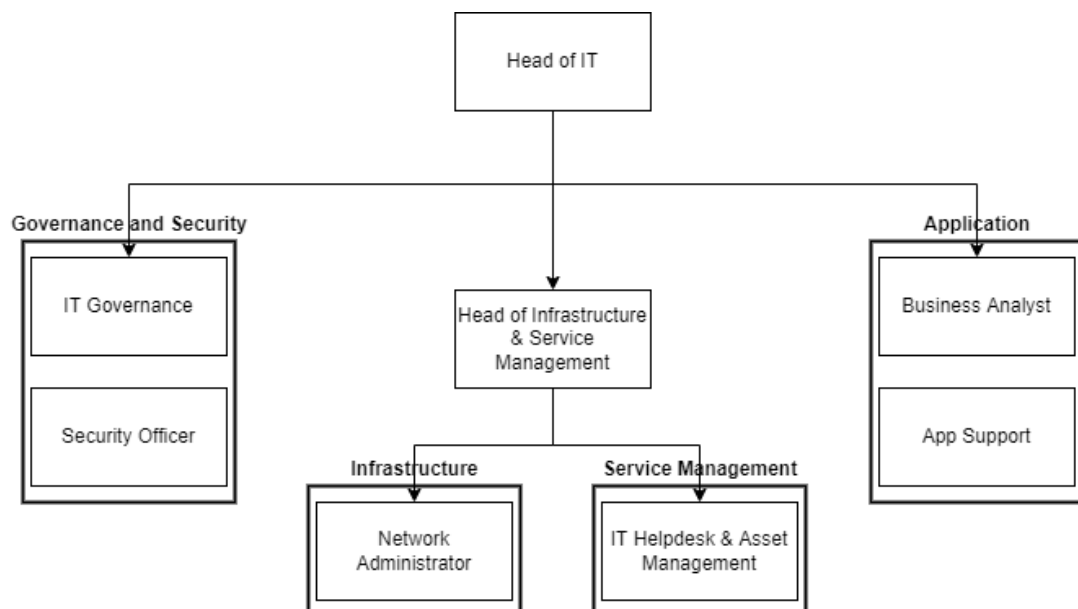 Head of IT
Governance and Security
Application
IT Governance
Business Analyst
Head of Infrastructure
& Service
Management
Security Officer
App Support
Infrastructure
Service Management
Network
Administrator
IT Helpdesk & Asset
Management